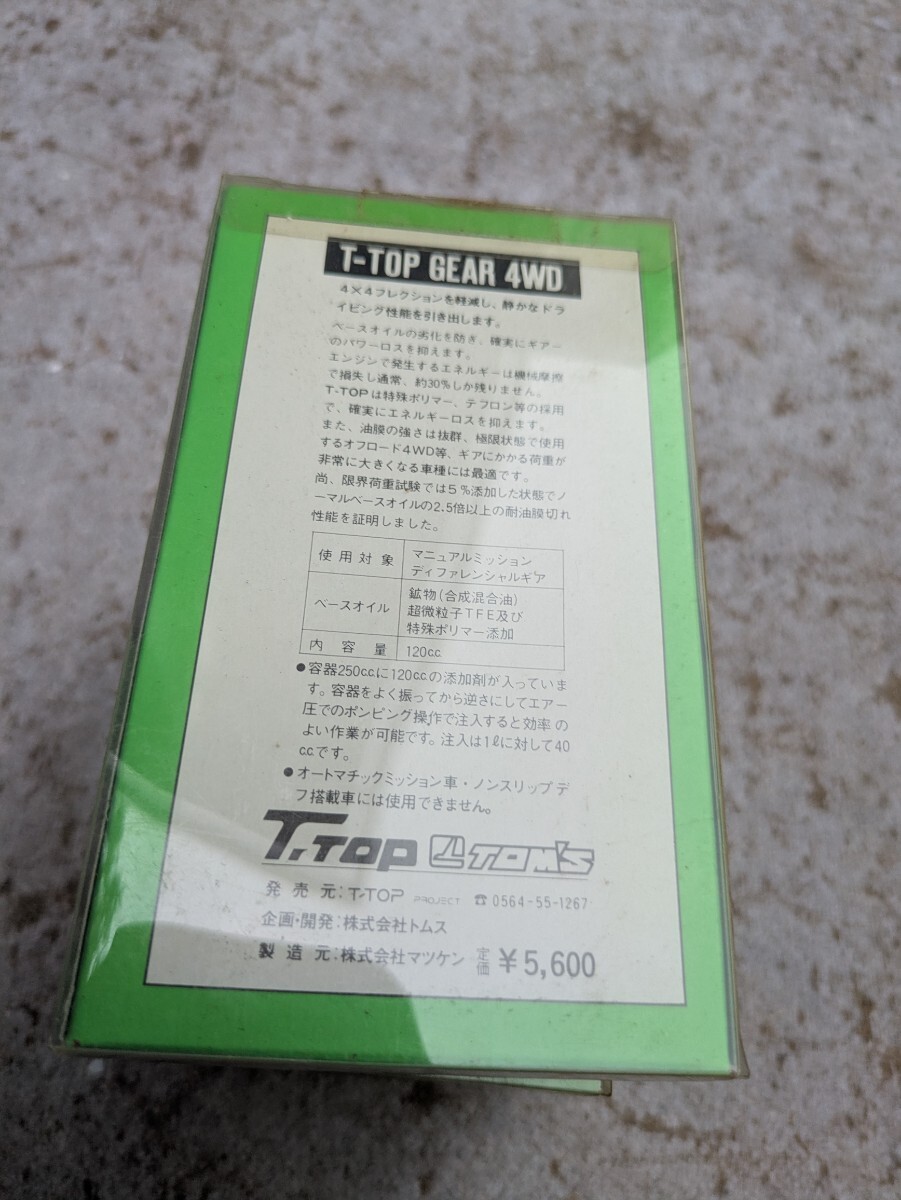 T-TOP GEAR 4WD
4×4フレクションを軽減し、静かなドラ
イビング性能を引き出します。
ベースオイルの劣化を防ぎ、確実にギアー
のパワーロスを抑えます。
エンジンで発生するエネルギーは機械摩擦
で損失し通常、約30%しか残りません。
T-TOPは特殊ポリマー、テフロン等の採用
で、確実にエネルギーロスを抑えます。
また、油膜の強さは抜群、極限状態で使用
するオフロード4WD等、ギアにかかる荷重が
非常に大きくなる車種には最適です。
尚、限界荷重試験では5%添加した状態でノ
ーマルベースオイルの2.5倍以上の耐油膜切れ
性能を証明しました。
使用対象 マニュアルミッション
ディファレンシャルギア
ベースオイル 鉱物(合成混合油)
超微粒子TFE及び
特殊ポリマー添加
内容量 120c.c.
●容器250c.c.に120c.c.の添加剤が入っていま
す。容器をよく振ってから逆さにしてエアー
圧でのポンピング操作で注入すると効率の
よい作業が可能です。注入は1ℓに対して40
c.c.です。
●オートマチックミッション車・ノンスリップデ
フ搭載車には使用できません。
T,TOP TOM'S
発売元:T-TOP PROJECT ☎0564-55-1267
企画・開発:株式会社トムス
製造元:株式会社マツケン 定価 ¥5,600